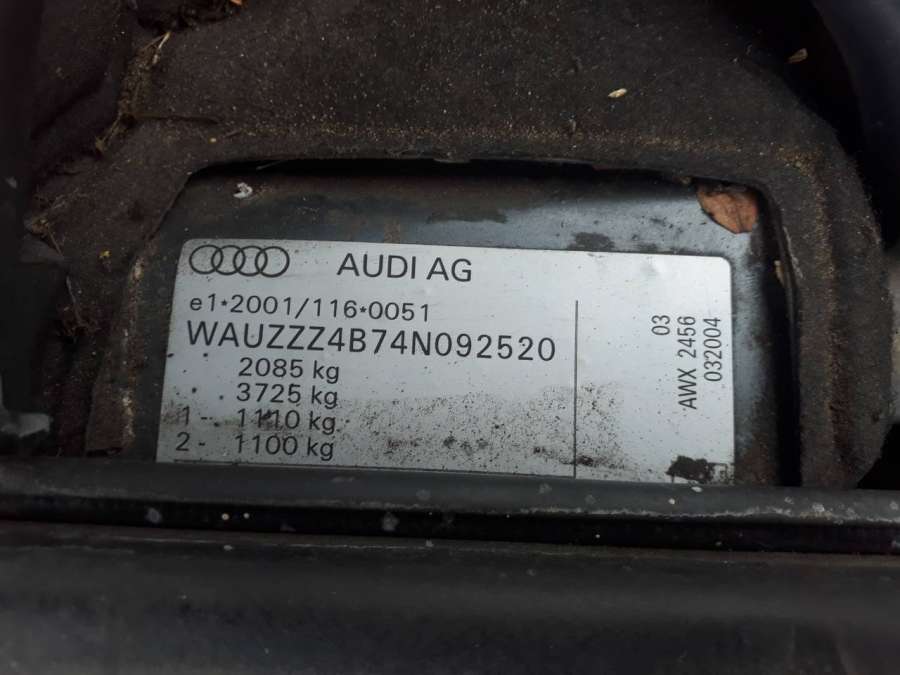 AUDI AG
e1*2001/116*0051
WAUZZZ4B74N092520
2085 kg
3725 kg
1 - 1110 kg
2 - 1100 kg
03
AWX 2456
032004